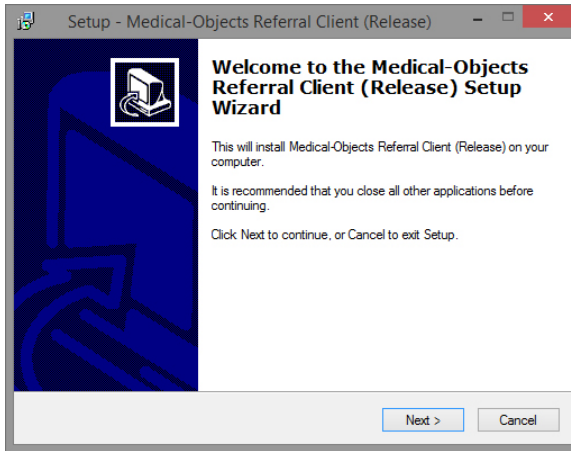 Setup - Medical-Objects Referral Client (Release)
Welcome to the Medical-Objects
Referral Client (Release) Setup
Wizard
This will install Medical-Objects Referral Client (Release) on your
computer.
It is recommended that you close all other applications before
continuing.
Click Next to continue, or Cancel to exit Setup.
Next >
Cancel